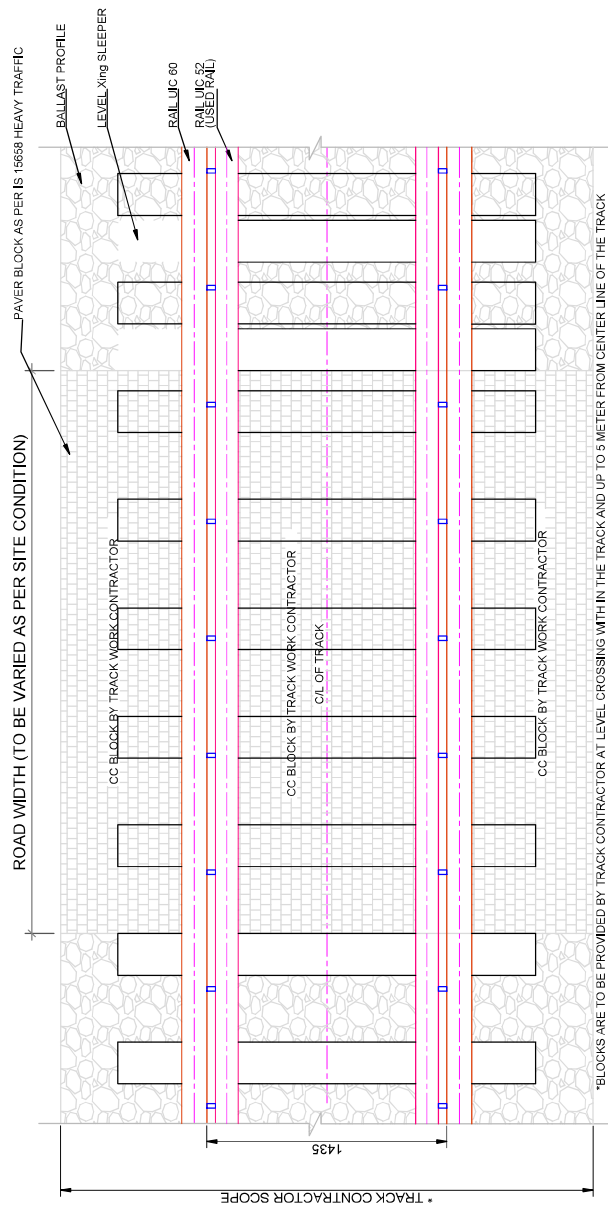 PAVER BLOCK AS PER IS 15658 HEAVY TRAFFIC
BALLAST PROFILE
LEVEL Xing SLEEPER
RAIL UIC 60
RAIL UIC 52
(USED RAIL)
ROAD WIDTH (TO BE VARIED AS PER SITE CONDITION)
CC BLOCK BY TRACK WORK CONTRACTOR
CC BLOCK BY TRACK WORK CONTRACTOR
C/L OF TRACK
CC BLOCK BY TRACK WORK CONTRACTOR
1435
* TRACK CONTRACTOR SCOPE
*BLOCKS ARE TO BE PROVIDED BY TRACK CONTRACTOR AT LEVEL CROSSING WITH IN THE TRACK AND UP TO 5 METER FROM CENTER LINE OF THE TRACK